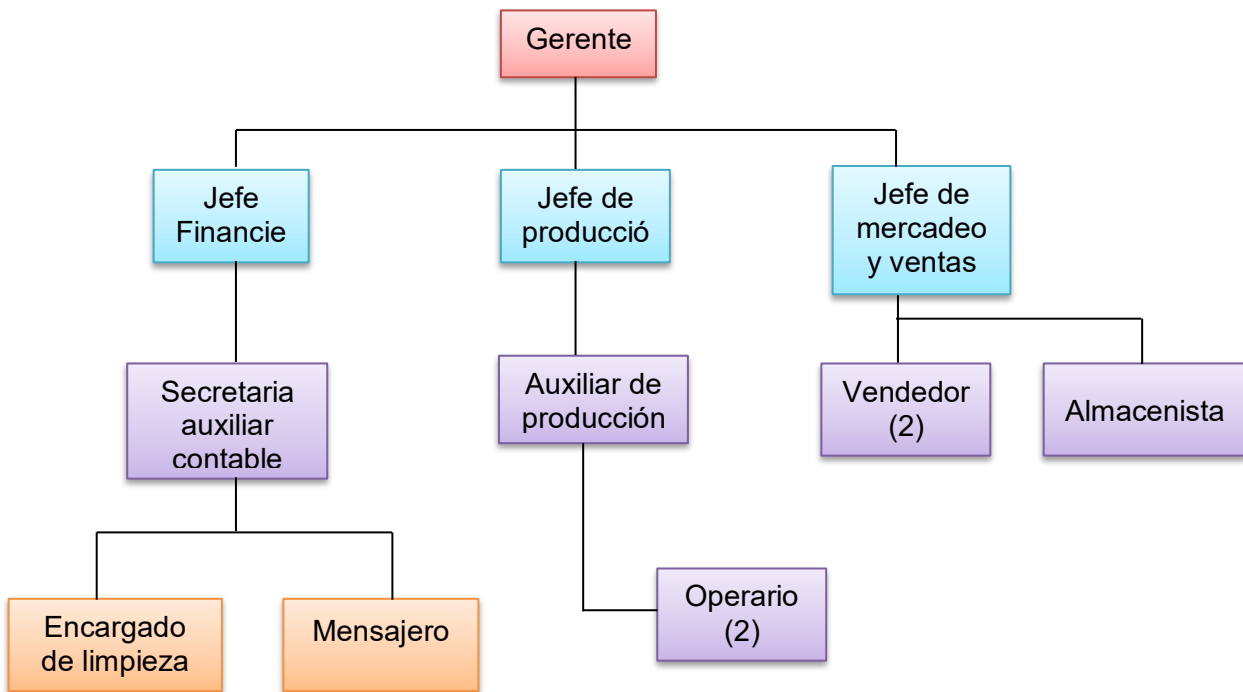 Gerente
Jefe
Financie
Jefe de
producció
Jefe de
mercadeo
y ventas
Secretaria
auxiliar
contable
Auxiliar de
producción
Vendedor
(2)
Almacenista
Encargado
de limpieza
Mensajero
Operario
(2)